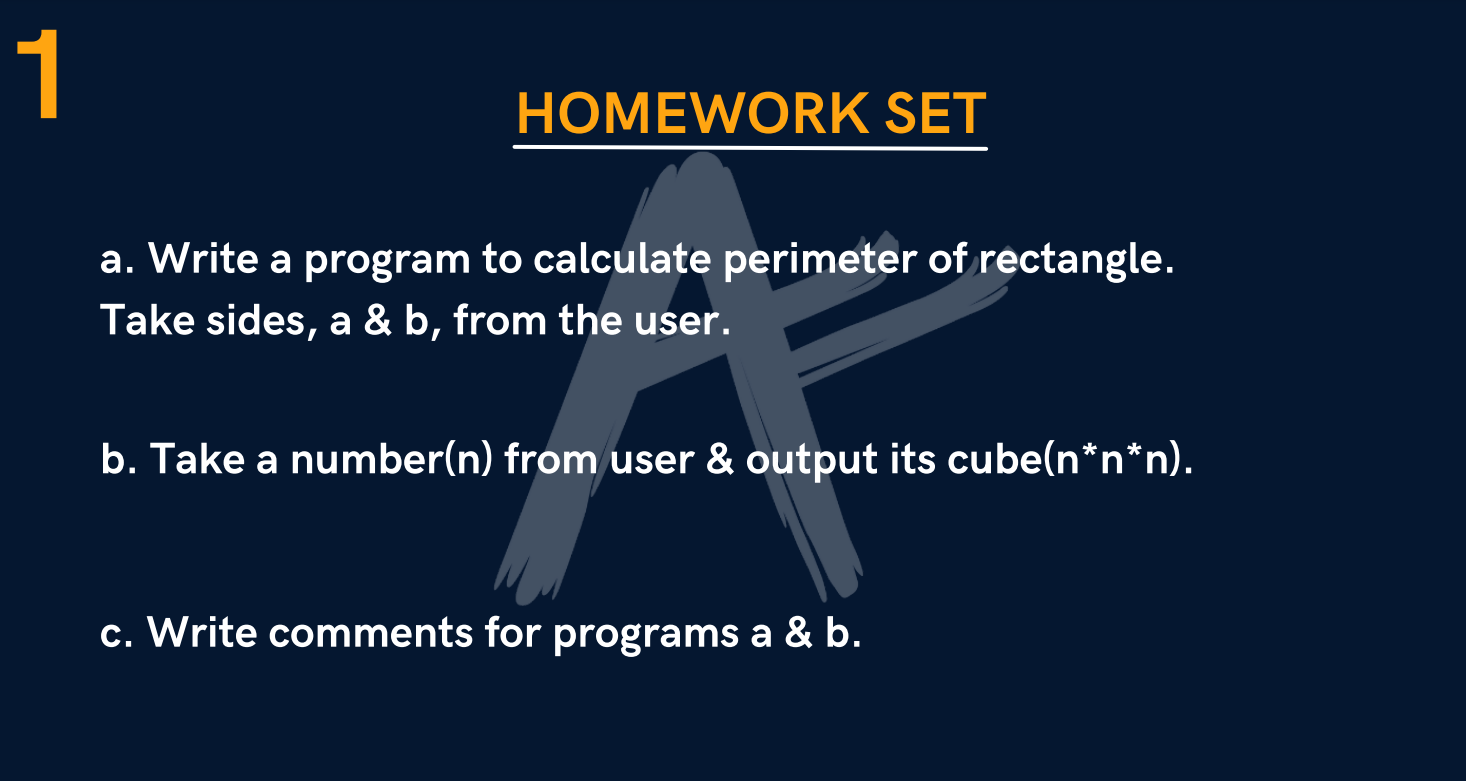 1
HOMEWORK SET
a. Write a program to calculate perimeter of rectangle.
Take sides, a & b, from the user.
b. Take a number(n) from user & output its cube(n*n*n).
c. Write comments for programs a & b.